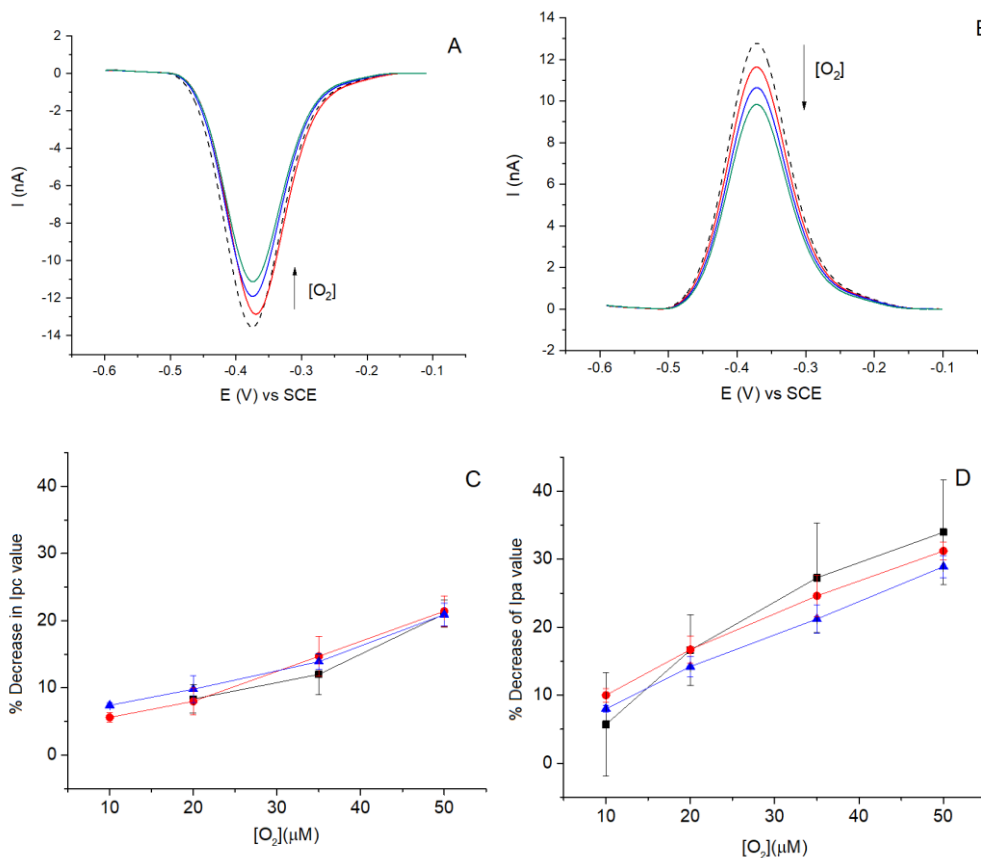 A
0
-2
-4
-6
-8
-10
-12
-14
I (nA)
[O₂]
-0.6 -0.5 -0.4 -0.3 -0.2 -0.1
E (V) vs SCE
14
12
10
8
6
4
2
0
-2
I (nA)
[O₂]
-0.6 -0.5 -0.4 -0.3 -0.2 -0.1
E (V) vs SCE
C
40
30
20
10
0
% Decrease in Ipc value
10 20 30 40 50
[O₂](μM)
D
40
30
20
10
0
% Decrease of Ipa value
10 20 30 40 50
[O₂](μM)